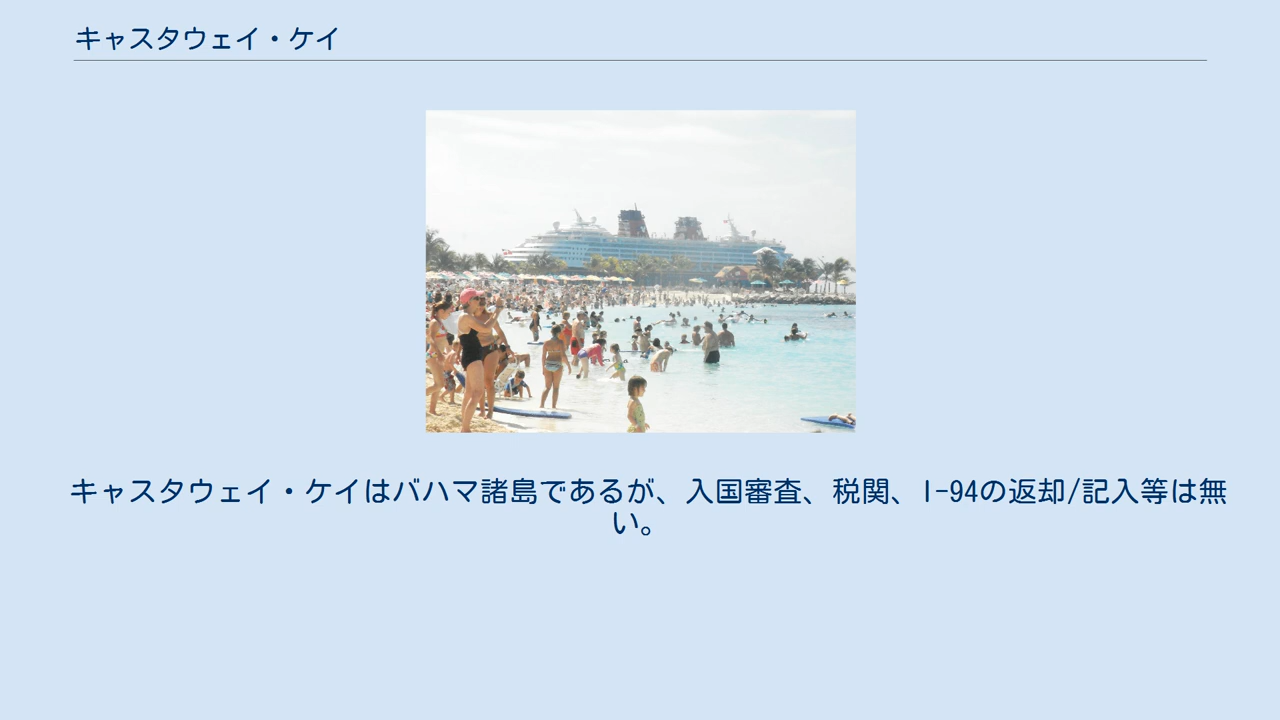 キャスタウェイ・ケイ
キャスタウェイ・ケイはバハマ諸島であるが、入国審査、税関、I-94の返却/記入等は無
い。